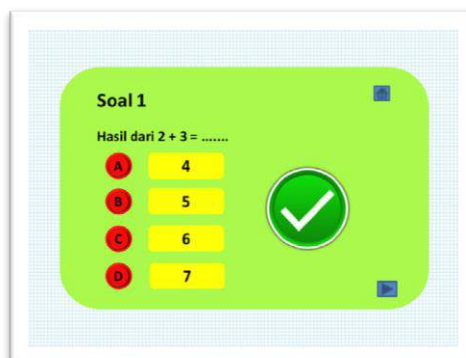 Soal 1
Hasil dari 2 + 3 = .......
A 4
B 5
C 6
D 7